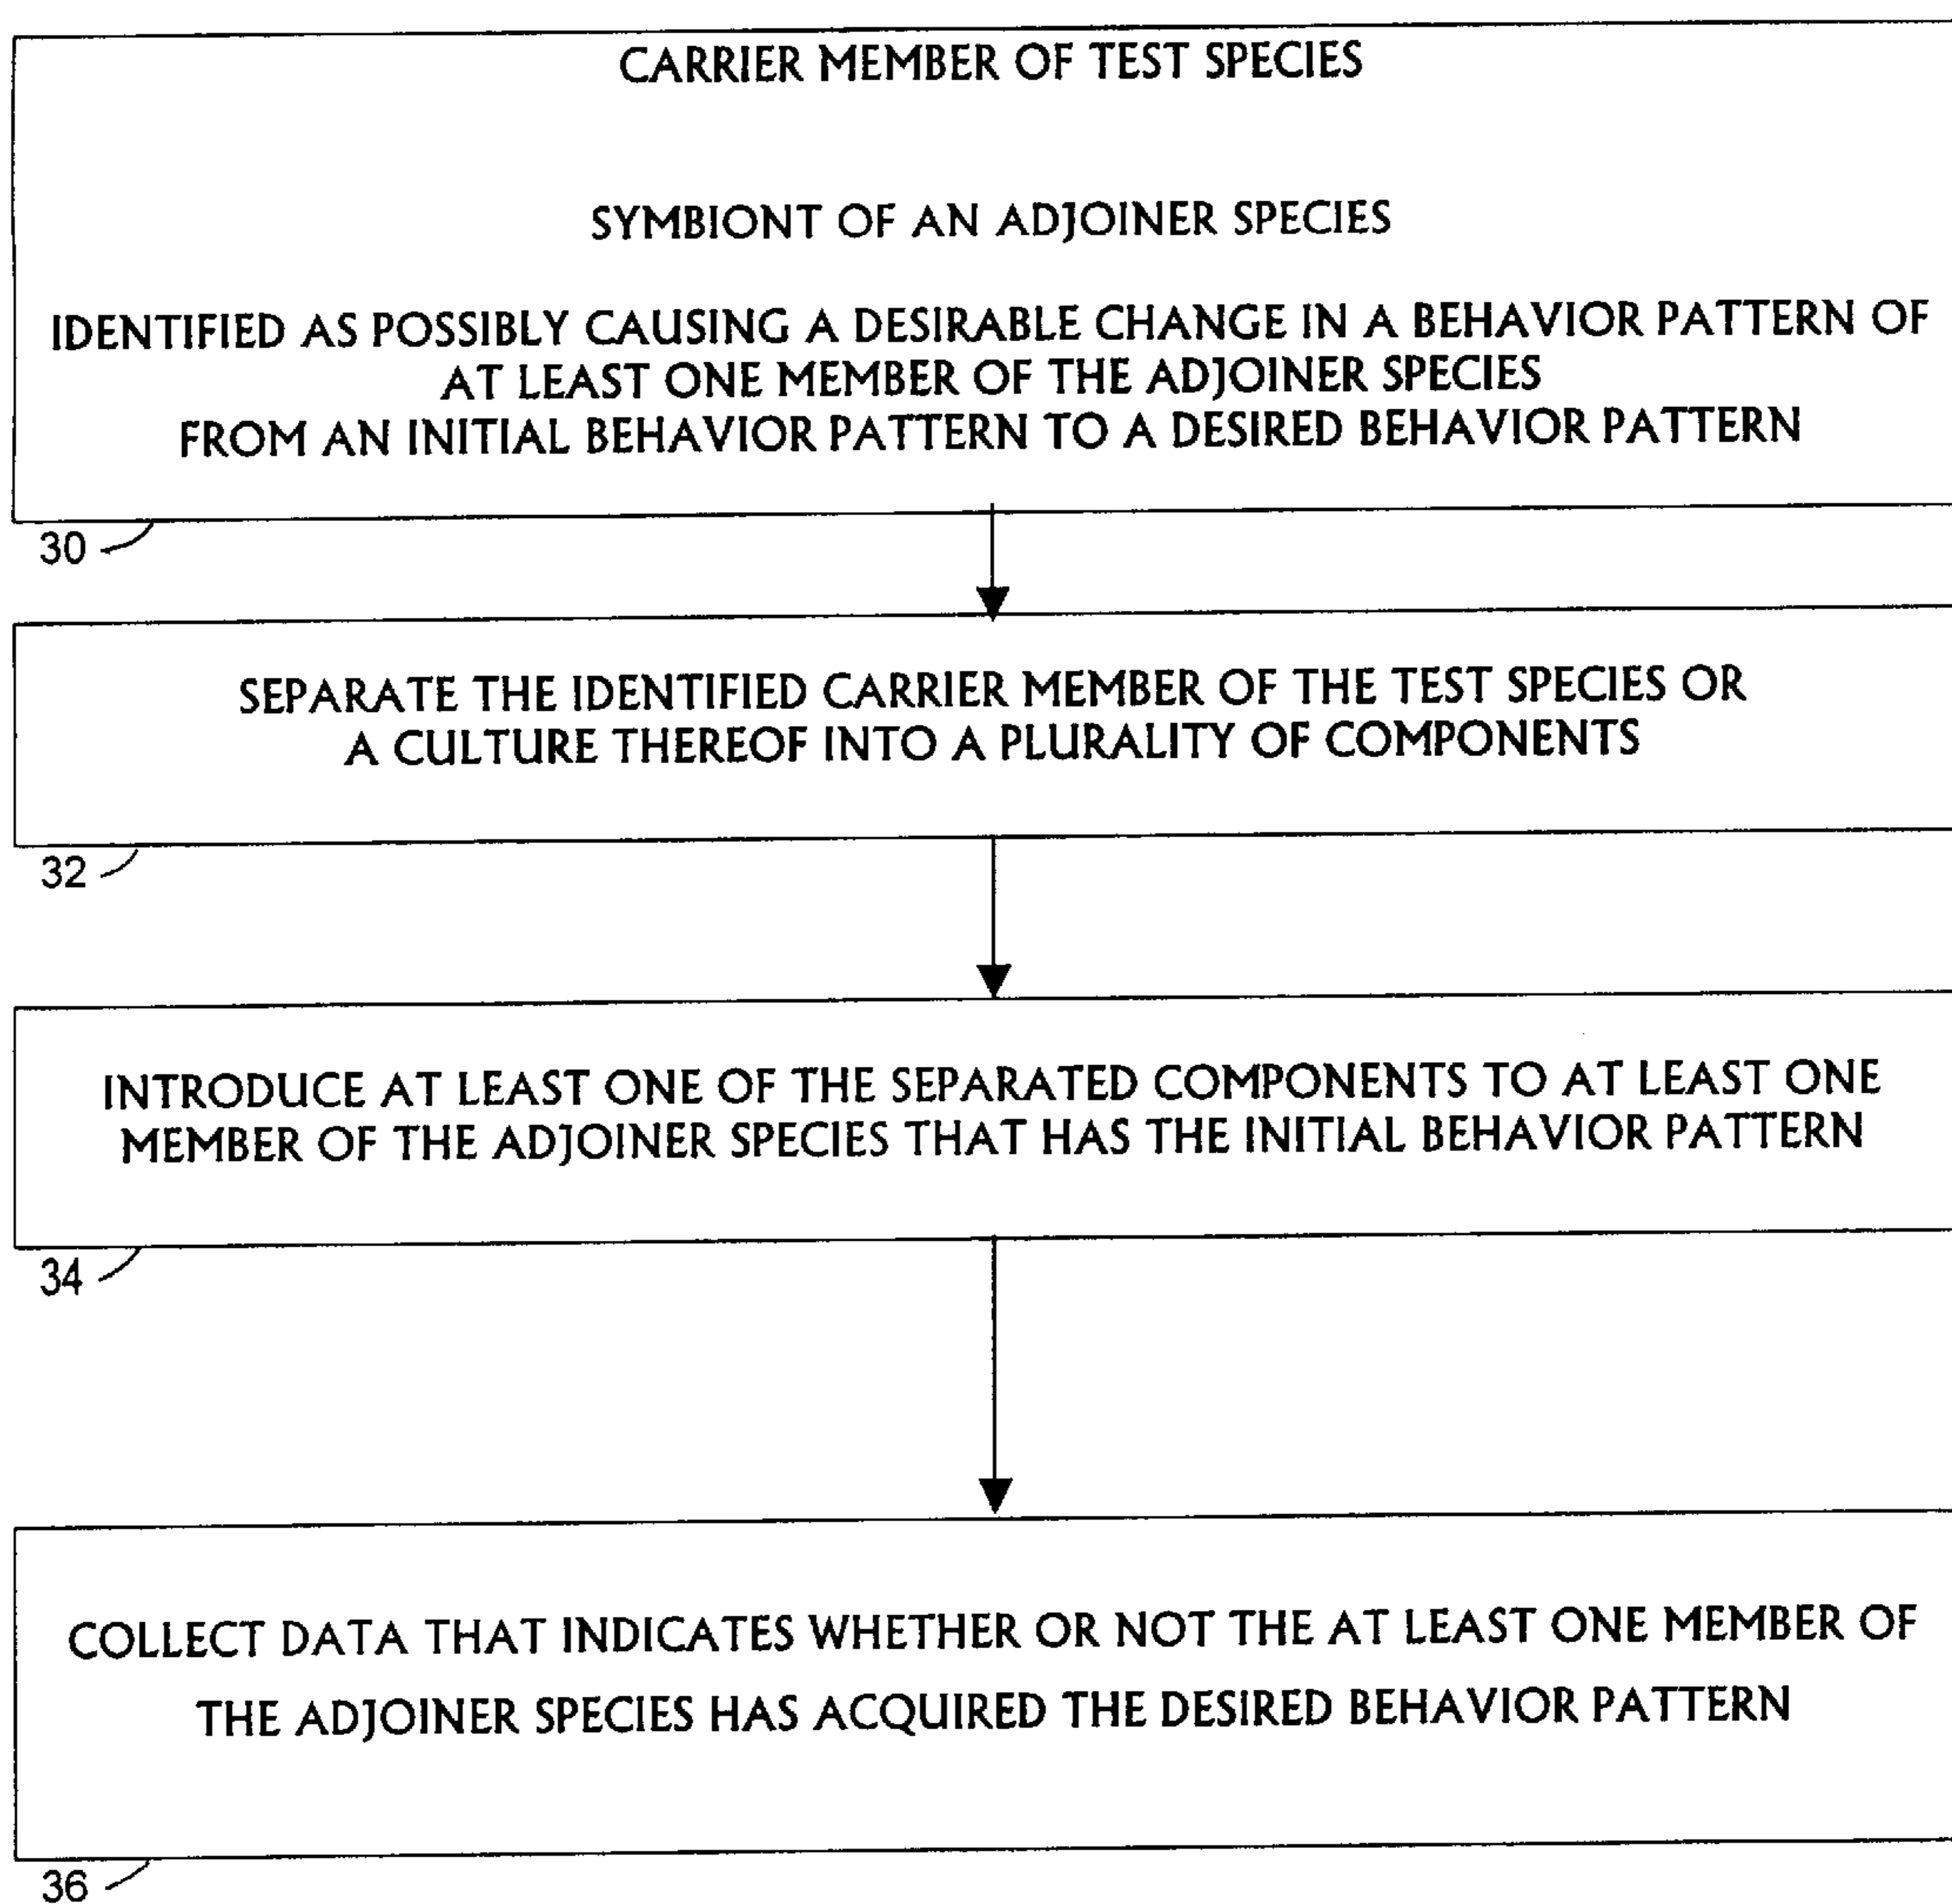 CARRIER MEMBER OF TEST SPECIES
SYMBIONT OF AN ADJOINER SPECIES
IDENTIFIED AS POSSIBLY CAUSING A DESIRABLE CHANGE IN A BEHAVIOR PATTERN OF
AT LEAST ONE MEMBER OF THE ADJOINER SPECIES
FROM AN INITIAL BEHAVIOR PATTERN TO A DESIRED BEHAVIOR PATTERN
30
SEPARATE THE IDENTIFIED CARRIER MEMBER OF THE TEST SPECIES OR
A CULTURE THEREOF INTO A PLURALITY OF COMPONENTS
32
INTRODUCE AT LEAST ONE OF THE SEPARATED COMPONENTS TO AT LEAST ONE
MEMBER OF THE ADJOINER SPECIES THAT HAS THE INITIAL BEHAVIOR PATTERN
34
COLLECT DATA THAT INDICATES WHETHER OR NOT THE AT LEAST ONE MEMBER OF
THE ADJOINER SPECIES HAS ACQUIRED THE DESIRED BEHAVIOR PATTERN
36